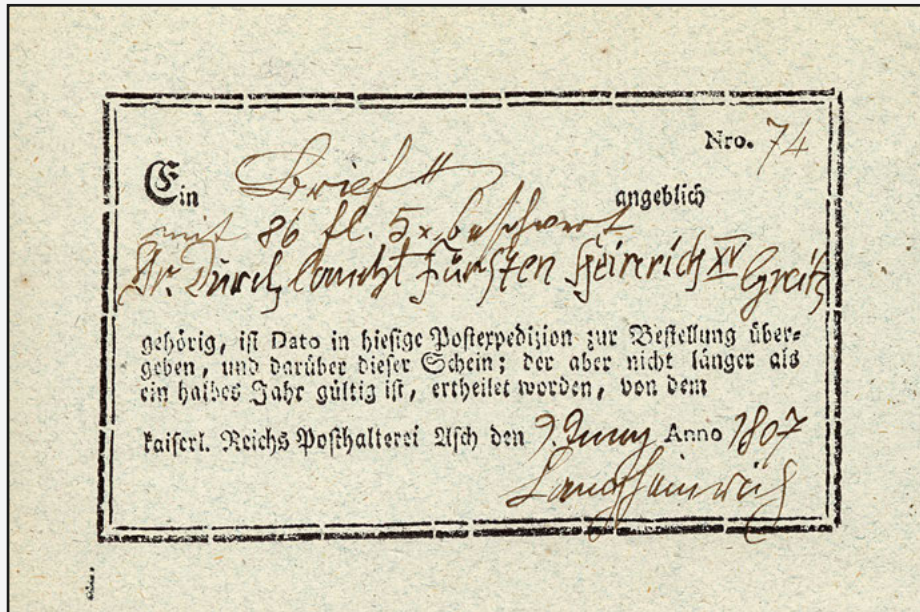 Nro. 74
Ein Brief angeblich
mit 86 fl. 5 x beschwert
Sr. Durchlaucht Fürsten Heinrich XV Greitz
gehörig, ist Dato in hiesige Postexpedizion zur Bestellung über-
geben, und darüber dieser Schein; der aber nicht länger als
ein halbes Jahr gültig ist, ertheilet worden, von dem
kaiserl. Reichs Posthalterei Asch den 9. Juny Anno 1807
Langheinrich